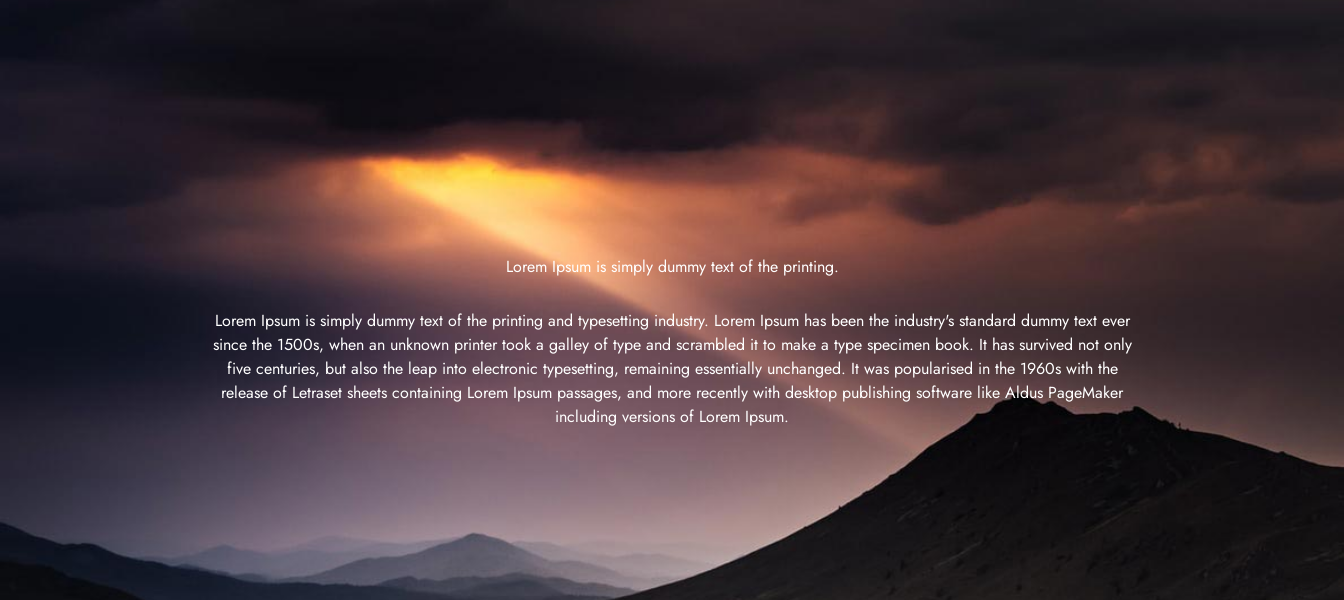 Lorem Ipsum is simply dummy text of the printing.
Lorem Ipsum is simply dummy text of the printing and typesetting industry. Lorem Ipsum has been the industry's standard dummy text ever
since the 1500s, when an unknown printer took a galley of type and scrambled it to make a type specimen book. It has survived not only
five centuries, but also the leap into electronic typesetting, remaining essentially unchanged. It was popularised in the 1960s with the
release of Letraset sheets containing Lorem Ipsum passages, and more recently with desktop publishing software like Aldus PageMaker
including versions of Lorem Ipsum.